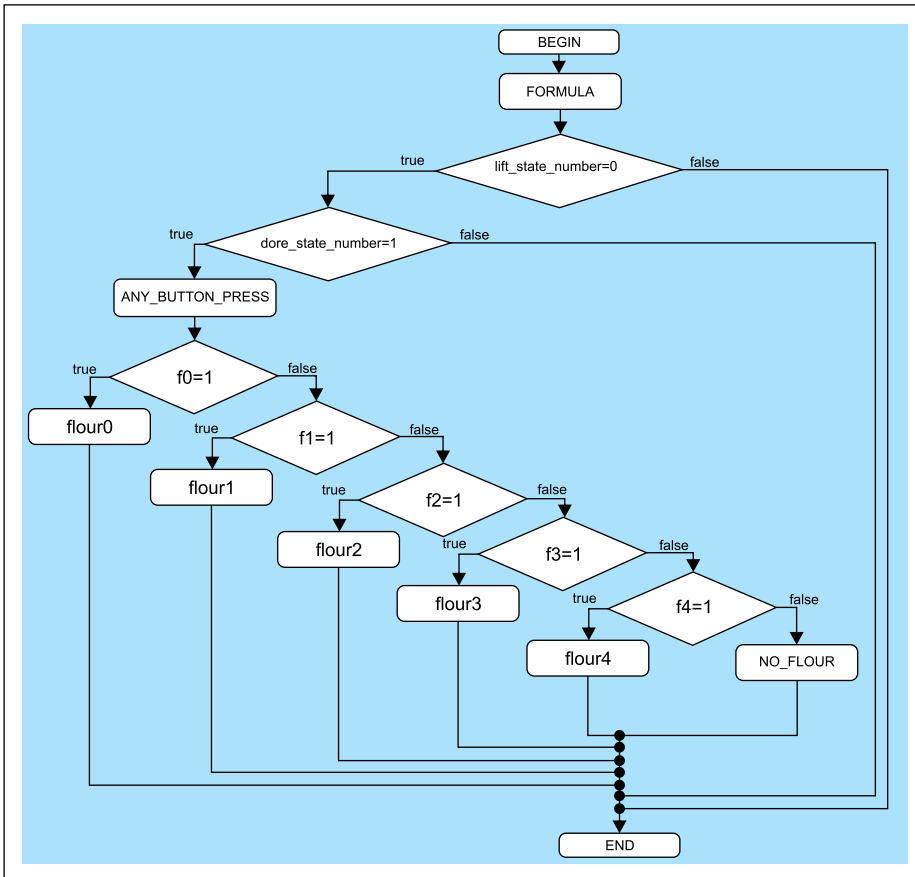 BEGIN
FORMULA
lift_state_number=0
true
false
dore_state_number=1
true
false
ANY_BUTTON_PRESS
f0=1
true
false
flour0
f1=1
true
false
flour1
f2=1
true
false
flour2
f3=1
true
false
flour3
f4=1
true
false
flour4
NO_FLOUR
END